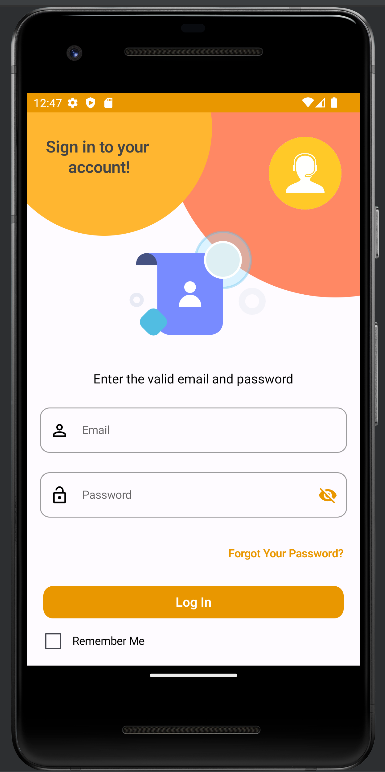 12:47
Sign in to your
account!
Enter the valid email and password
Email
Password
Forgot Your Password?
Log In
Remember Me